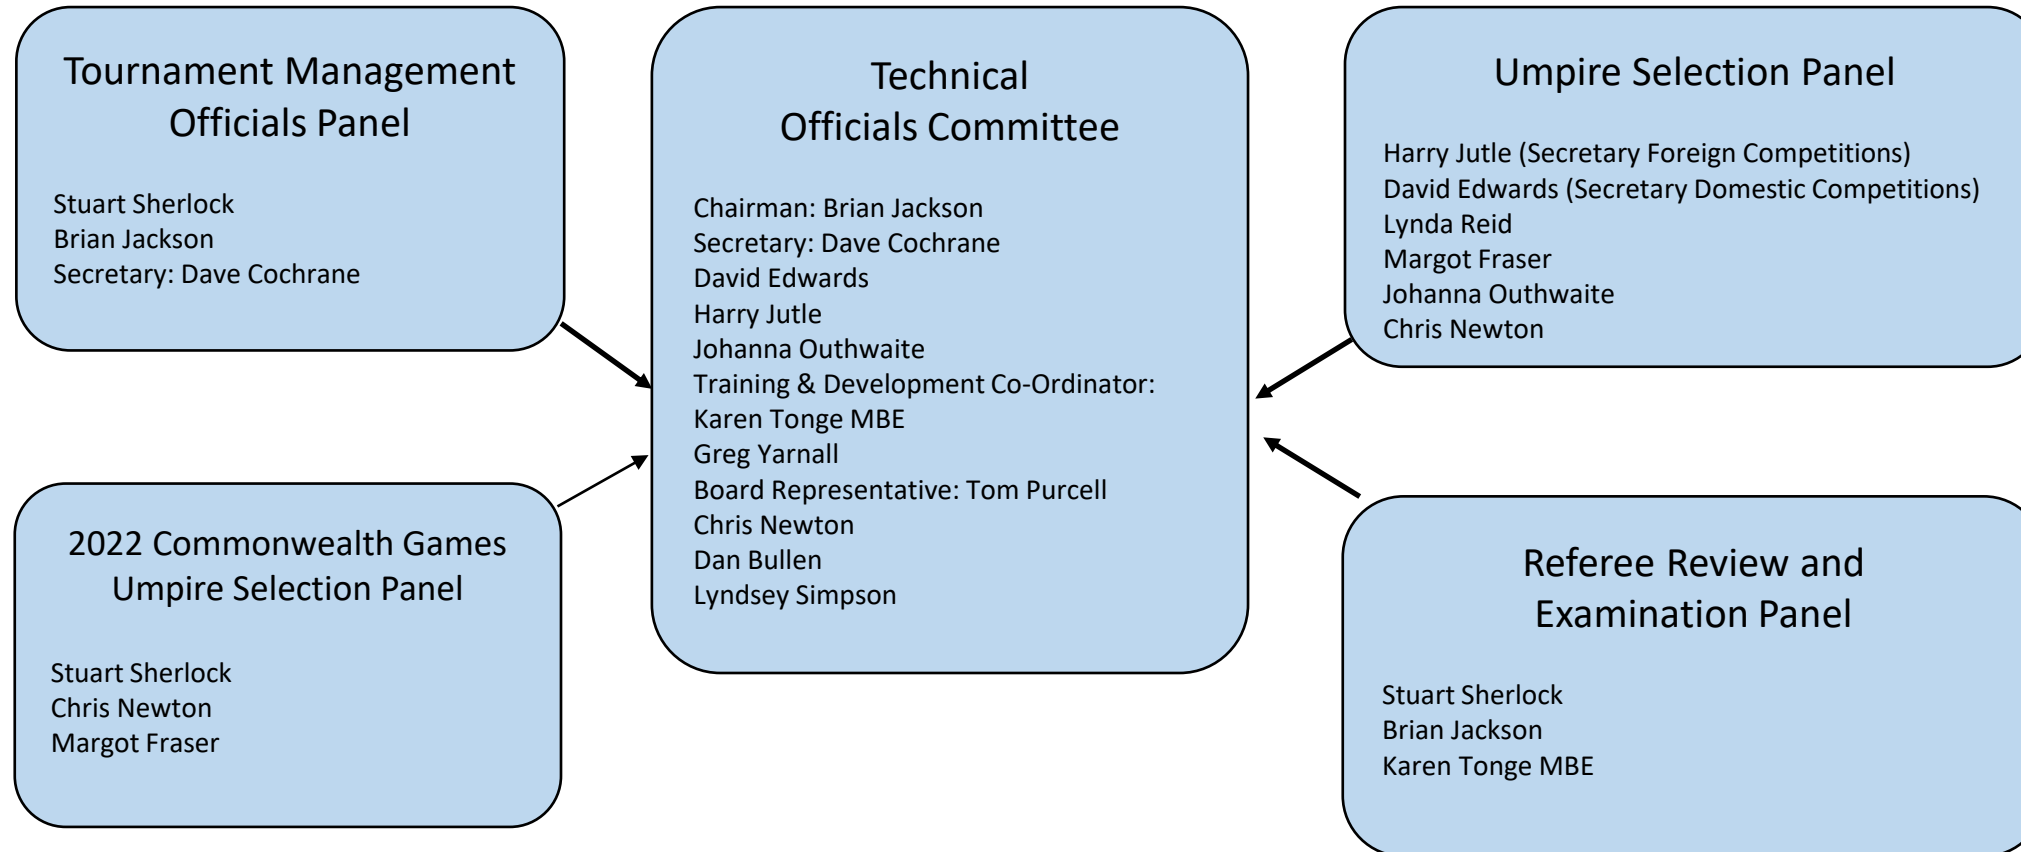 Tournament Management
Officials Panel
Stuart Sherlock
Brian Jackson
Secretary: Dave Cochrane
2022 Commonwealth Games
Umpire Selection Panel
Stuart Sherlock
Chris Newton
Margot Fraser
Technical
Officials Committee
Chairman: Brian Jackson
Secretary: Dave Cochrane
David Edwards
Harry Jutle
Johanna Outhwaite
Training & Development Co-Ordinator:
Karen Tonge MBE
Greg Yarnall
Board Representative: Tom Purcell
Chris Newton
Dan Bullen
Lyndsey Simpson
Umpire Selection Panel
Harry Jutle (Secretary Foreign Competitions)
David Edwards (Secretary Domestic Competitions)
Lynda Reid
Margot Fraser
Johanna Outhwaite
Chris Newton
Referee Review and
Examination Panel
Stuart Sherlock
Brian Jackson
Karen Tonge MBE